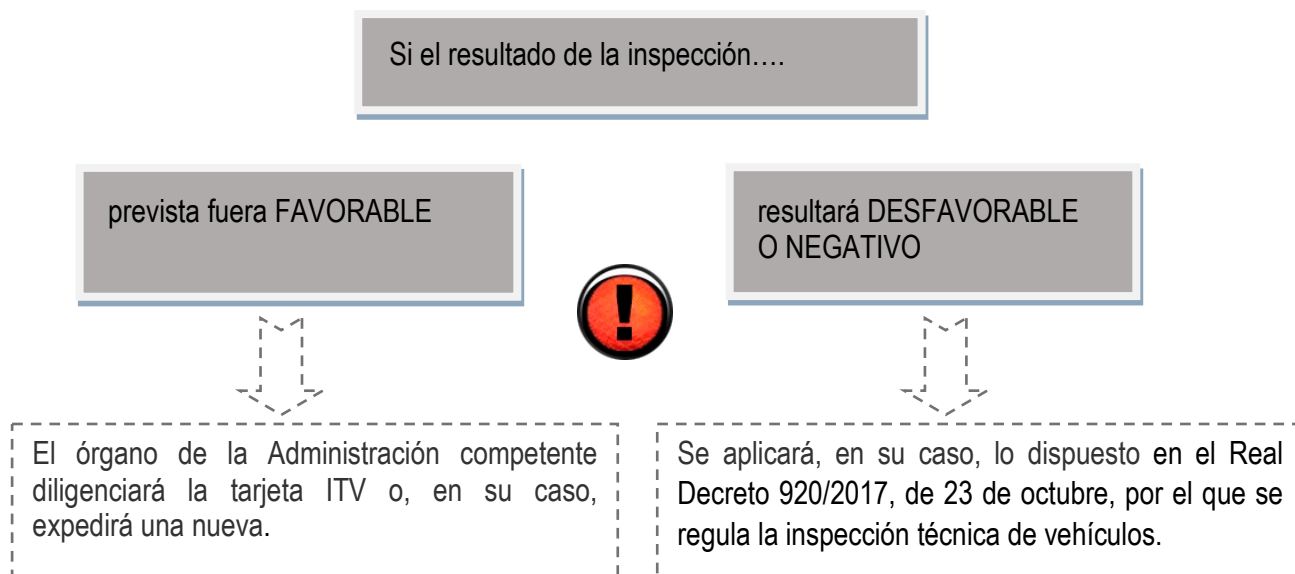 Si el resultado de la inspección….
prevista fuera FAVORABLE
resultará DESFAVORABLE
O NEGATIVO
!
El órgano de la Administración competente
diligenciará la tarjeta ITV o, en su caso,
expedirá una nueva.
Se aplicará, en su caso, lo dispuesto en el Real
Decreto 920/2017, de 23 de octubre, por el que se
regula la inspección técnica de vehículos.